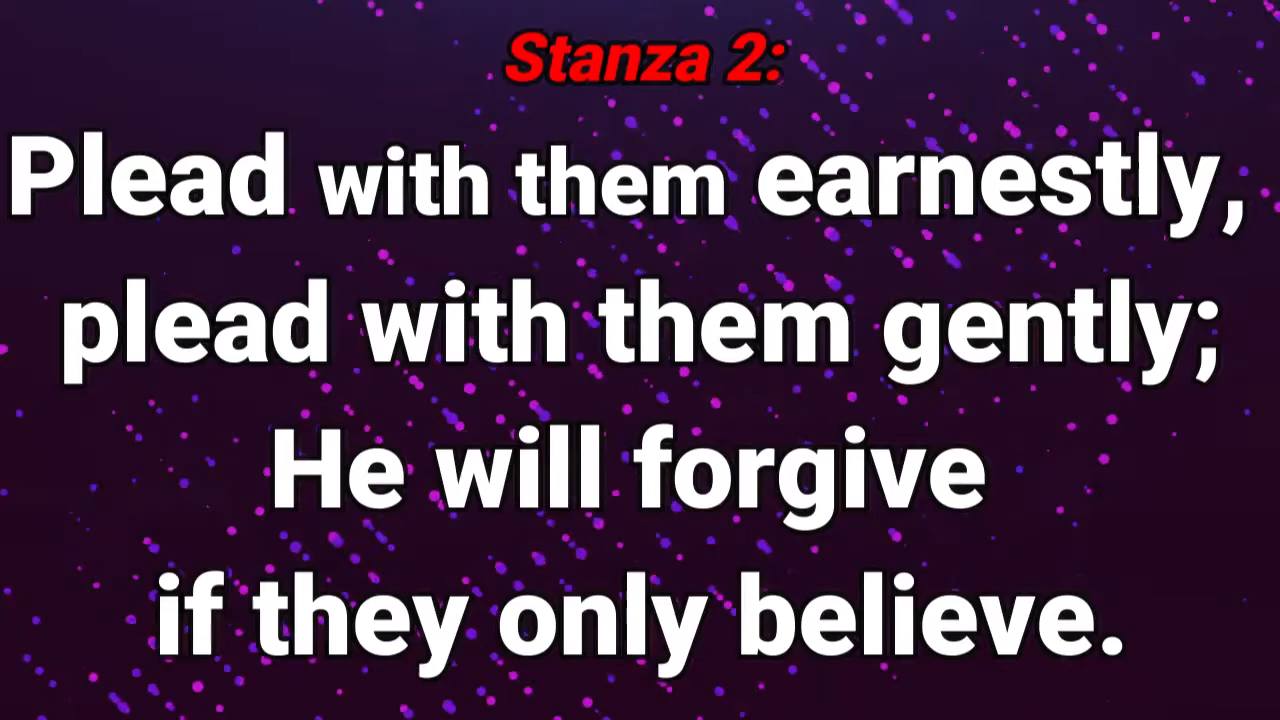 Stanza 2:
Plead with them earnestly,
plead with them gently;
He will forgive
if they only believe.